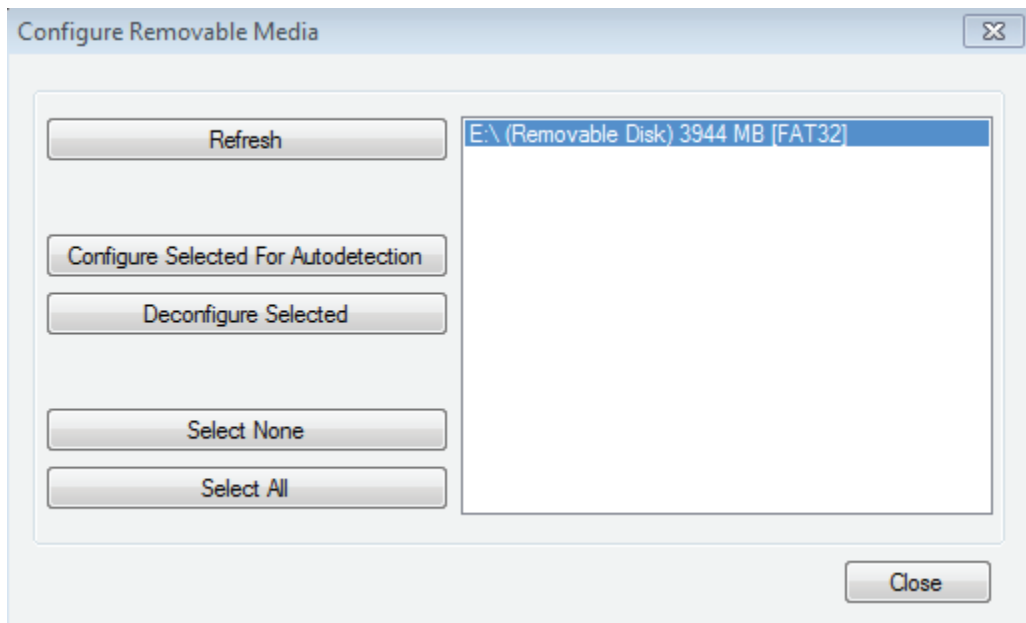 Configure Removable Media
Refresh
E:\ (Removable Disk) 3944 MB [FAT32]
Configure Selected For Autodetection
Deconfigure Selected
Select None
Select All
Close